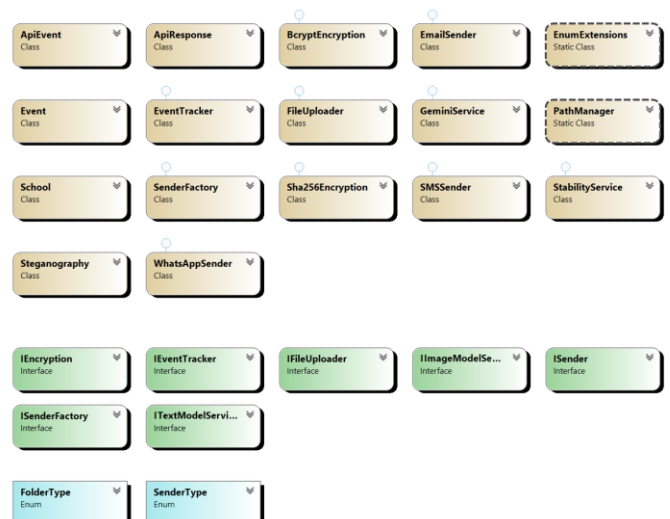 ApiEvent
Class
ApiResponse
Class
BcryptEncryption
Class
EmailSender
Class
EnumExtensions
Static Class
Event
Class
EventTracker
Class
FileUploader
Class
GeminiService
Class
PathManager
Static Class
School
Class
SenderFactory
Class
Sha256Encryption
Class
SMSSender
Class
StabilityService
Class
Steganography
Class
WhatsAppSender
Class
IEncryption
Interface
IEventTracker
Interface
IFileUploader
Interface
IImageModelSe...
Interface
ISender
Interface
ISenderFactory
Interface
ITextModelServi...
Interface
FolderType
Enum
SenderType
Enum